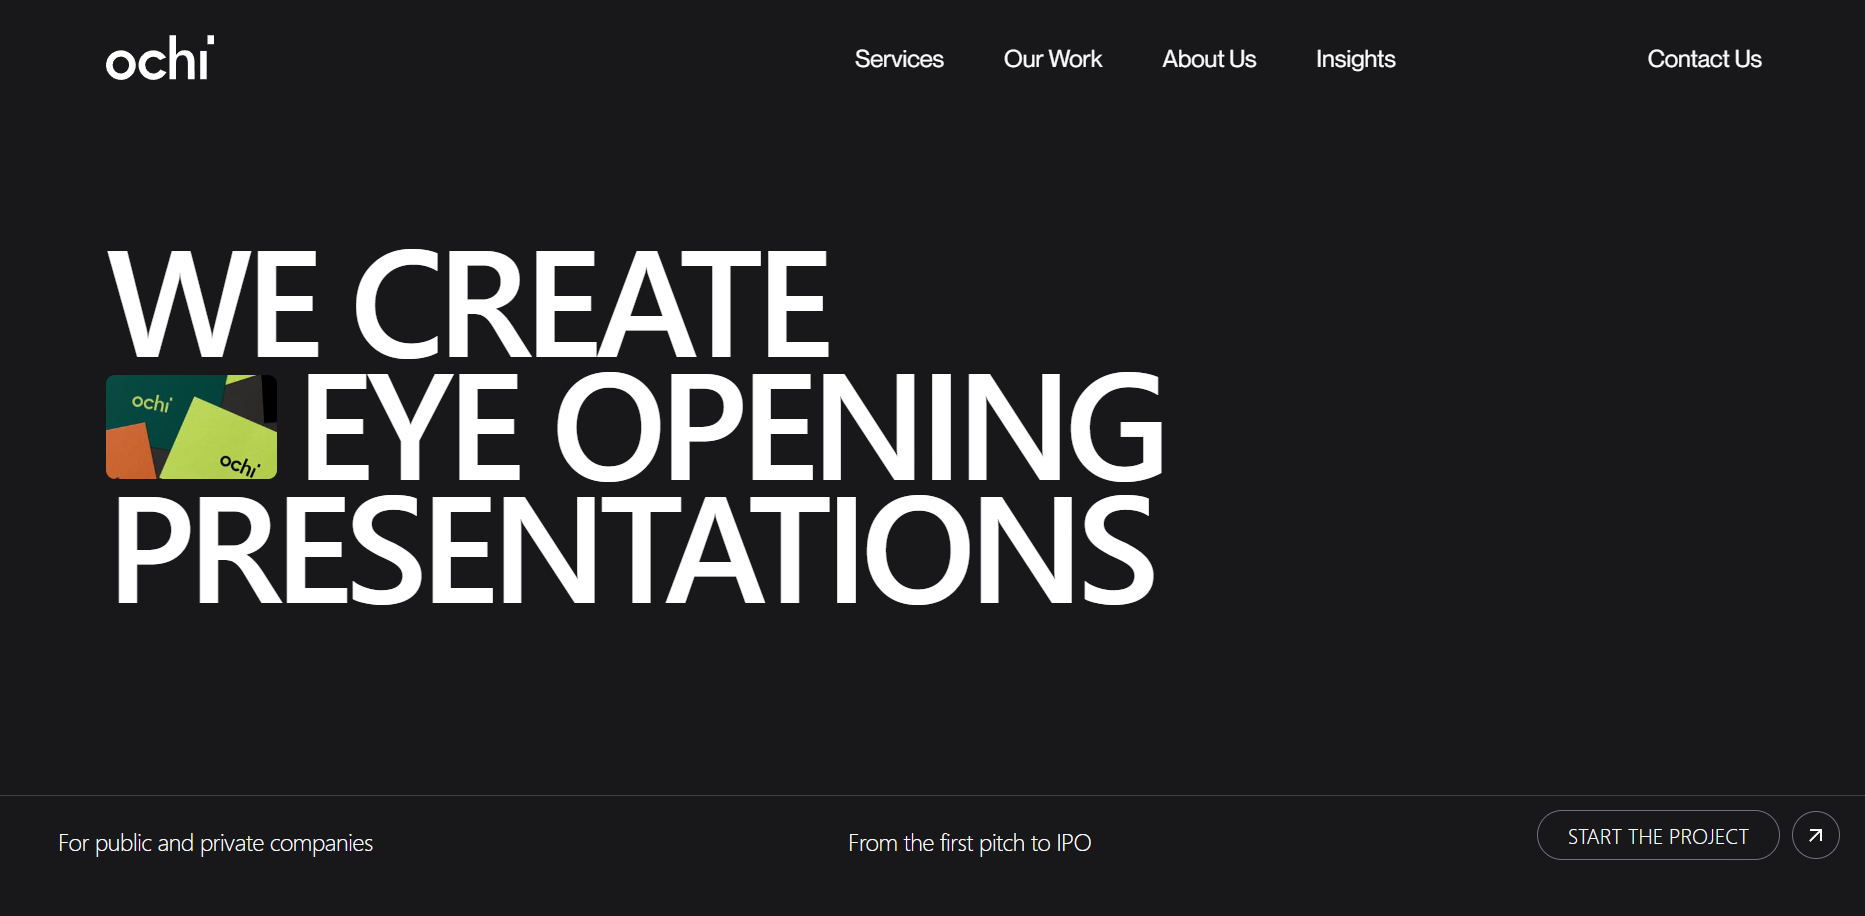 ochi
Services Our Work About Us Insights Contact Us
WE CREATE
ochi
ochi
EYE OPENING
PRESENTATIONS
For public and private companies From the first pitch to IPO START THE PROJECT